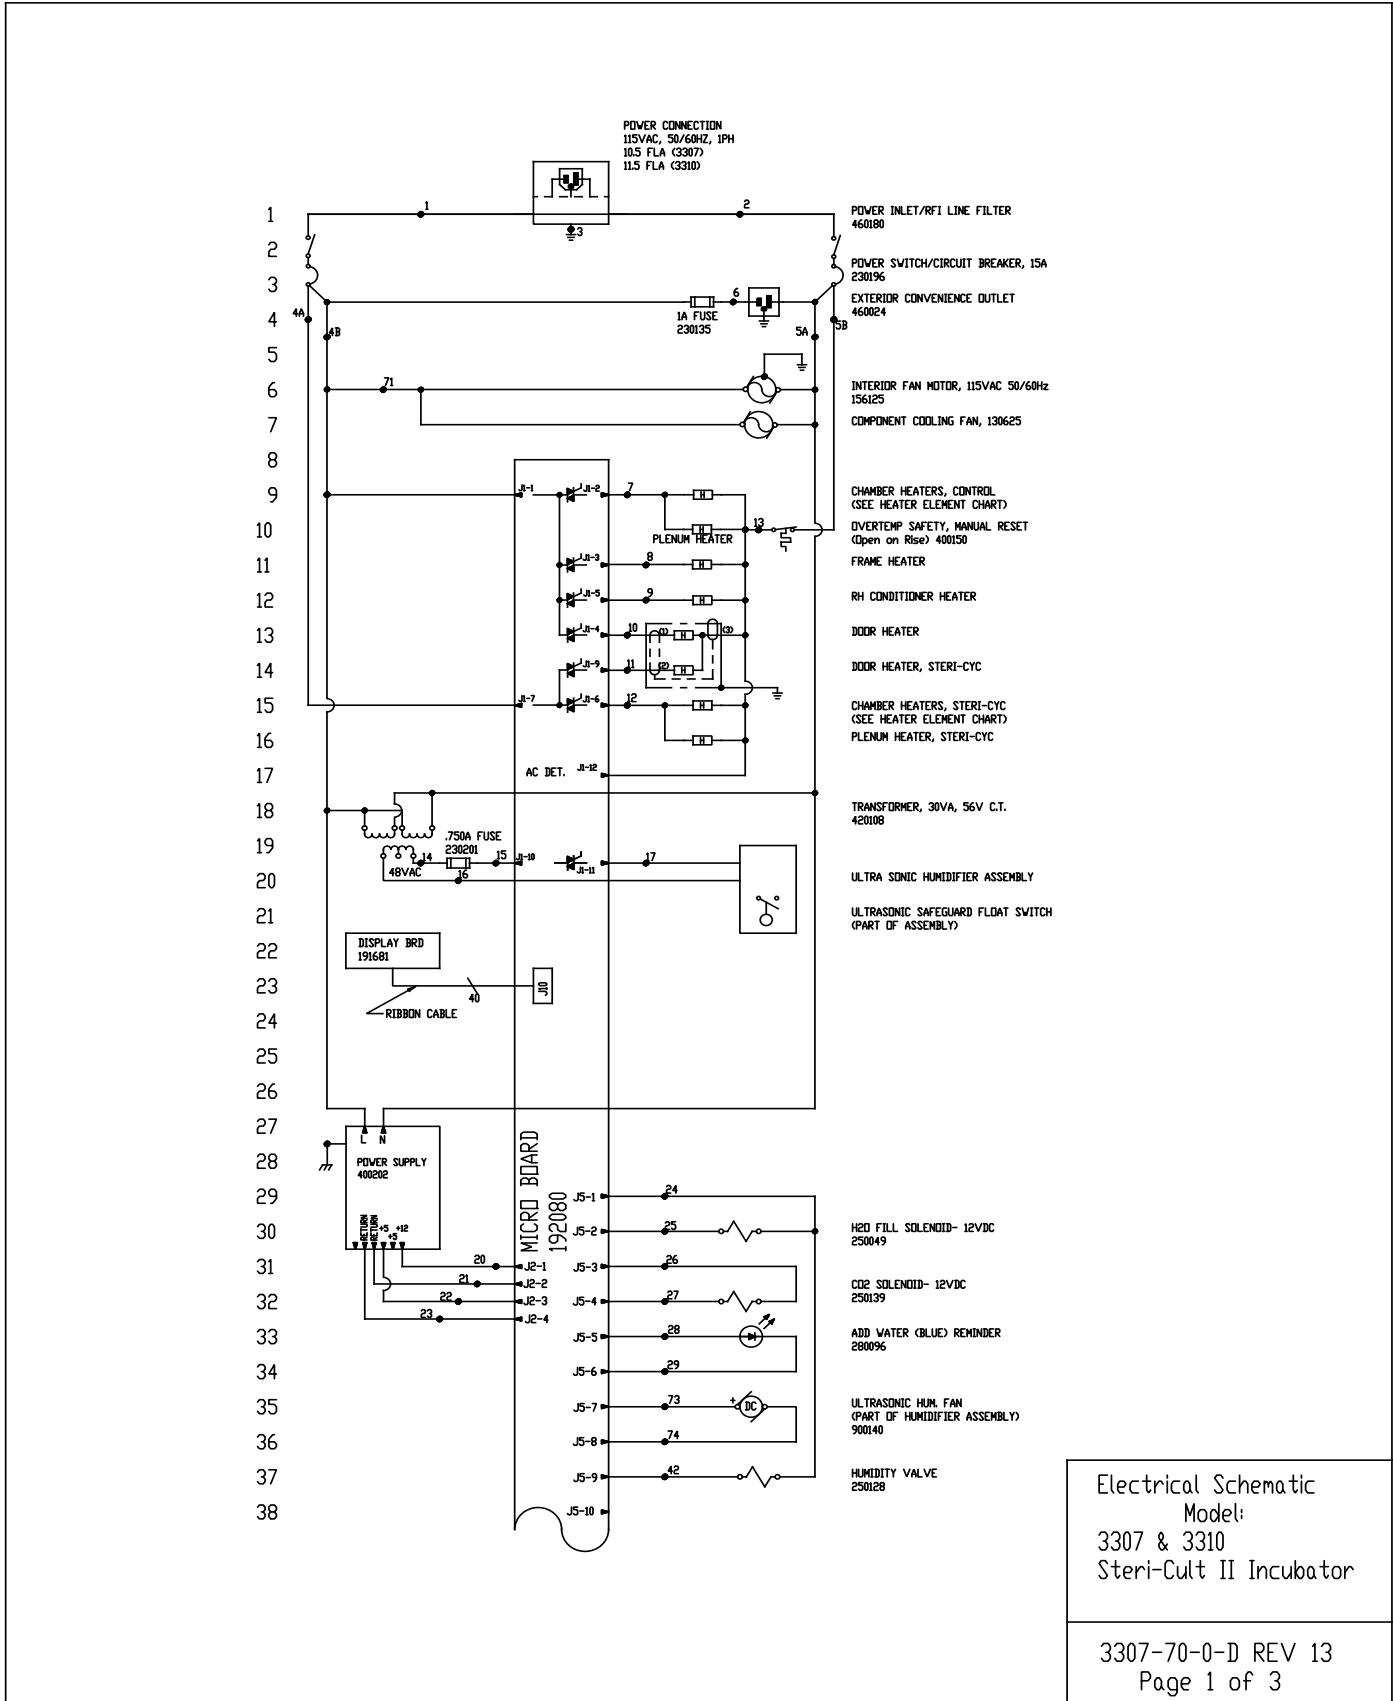 POWER CONNECTION
115VAC, 50/60HZ, 1PH
10.5 FLA (3307)
11.5 FLA (3310)
1
1
2
POWER INLET/RFI LINE FILTER
460180
3
2
POWER SWITCH/CIRCUIT BREAKER, 15A
230196
3
6
EXTERIOR CONVENIENCE OUTLET
460024
4
4A
4B
1A FUSE
230135
5A
5B
5
6
71
INTERIOR FAN MOTOR, 115VAC 50/60Hz
156125
7
COMPONENT COOLING FAN, 130625
8
9
J1-1
J1-2
7
H
CHAMBER HEATERS, CONTROL
(SEE HEATER ELEMENT CHART)
10
H
PLENUM HEATER
13
OVERTEMP SAFETY, MANUAL RESET
(Open on Rise) 400150
11
J1-3
8
H
FRAME HEATER
12
J1-5
9
H
RH CONDITIONER HEATER
13
J1-4
10
(1)
H
(3)
DOOR HEATER
14
J1-9
11
(2)
H
DOOR HEATER, STERI-CYC
15
J1-7
J1-6
12
H
CHAMBER HEATERS, STERI-CYC
(SEE HEATER ELEMENT CHART)
16
H
PLENUM HEATER, STERI-CYC
17
AC DET.
J1-12
18
TRANSFORMER, 30VA, 56V C.T.
420108
19
.750A FUSE
230201
14
15
J1-10
J1-11
17
48VAC
16
20
ULTRA SONIC HUMIDIFIER ASSEMBLY
21
ULTRASONIC SAFEGUARD FLOAT SWITCH
(PART OF ASSEMBLY)
22
DISPLAY BRD
191681
23
40
J10
24
RIBBON CABLE
25
26
27
L
N
28
POWER SUPPLY
400202
MICRO BOARD
192080
29
J5-1
24
30
RETURN
RETURN
+5
+5
+12
J5-2
25
H2O FILL SOLENOID- 12VDC
250049
31
20
J2-1
J5-3
26
21
J2-2
CO2 SOLENOID- 12VDC
250139
32
22
J2-3
J5-4
27
23
J2-4
33
J5-5
28
ADD WATER (BLUE) REMINDER
280096
34
J5-6
29
35
J5-7
73
+
DC
ULTRASONIC HUM. FAN
(PART OF HUMIDIFIER ASSEMBLY)
900140
36
J5-8
74
37
J5-9
42
HUMIDITY VALVE
250128
38
J5-10
Electrical Schematic
Model:
3307 & 3310
Steri-Cult II Incubator
3307-70-0-D REV 13
Page 1 of 3